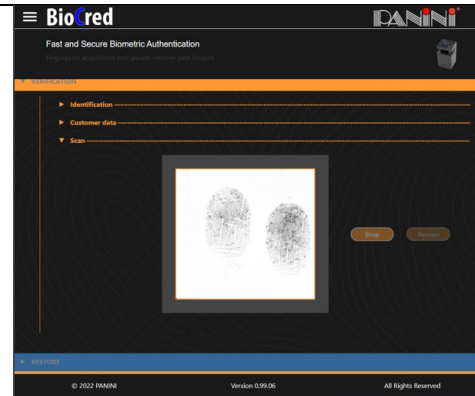 BioCred
PANINI
Fast and Secure Biometric Authentication
Fingerprint acquisition end: please remove your fingers
VERIFICATION
Identification
Customer data
Scan
Stop
RESTORE
© 2022 PANINI
Version 0.99.06
All Rights Reserved